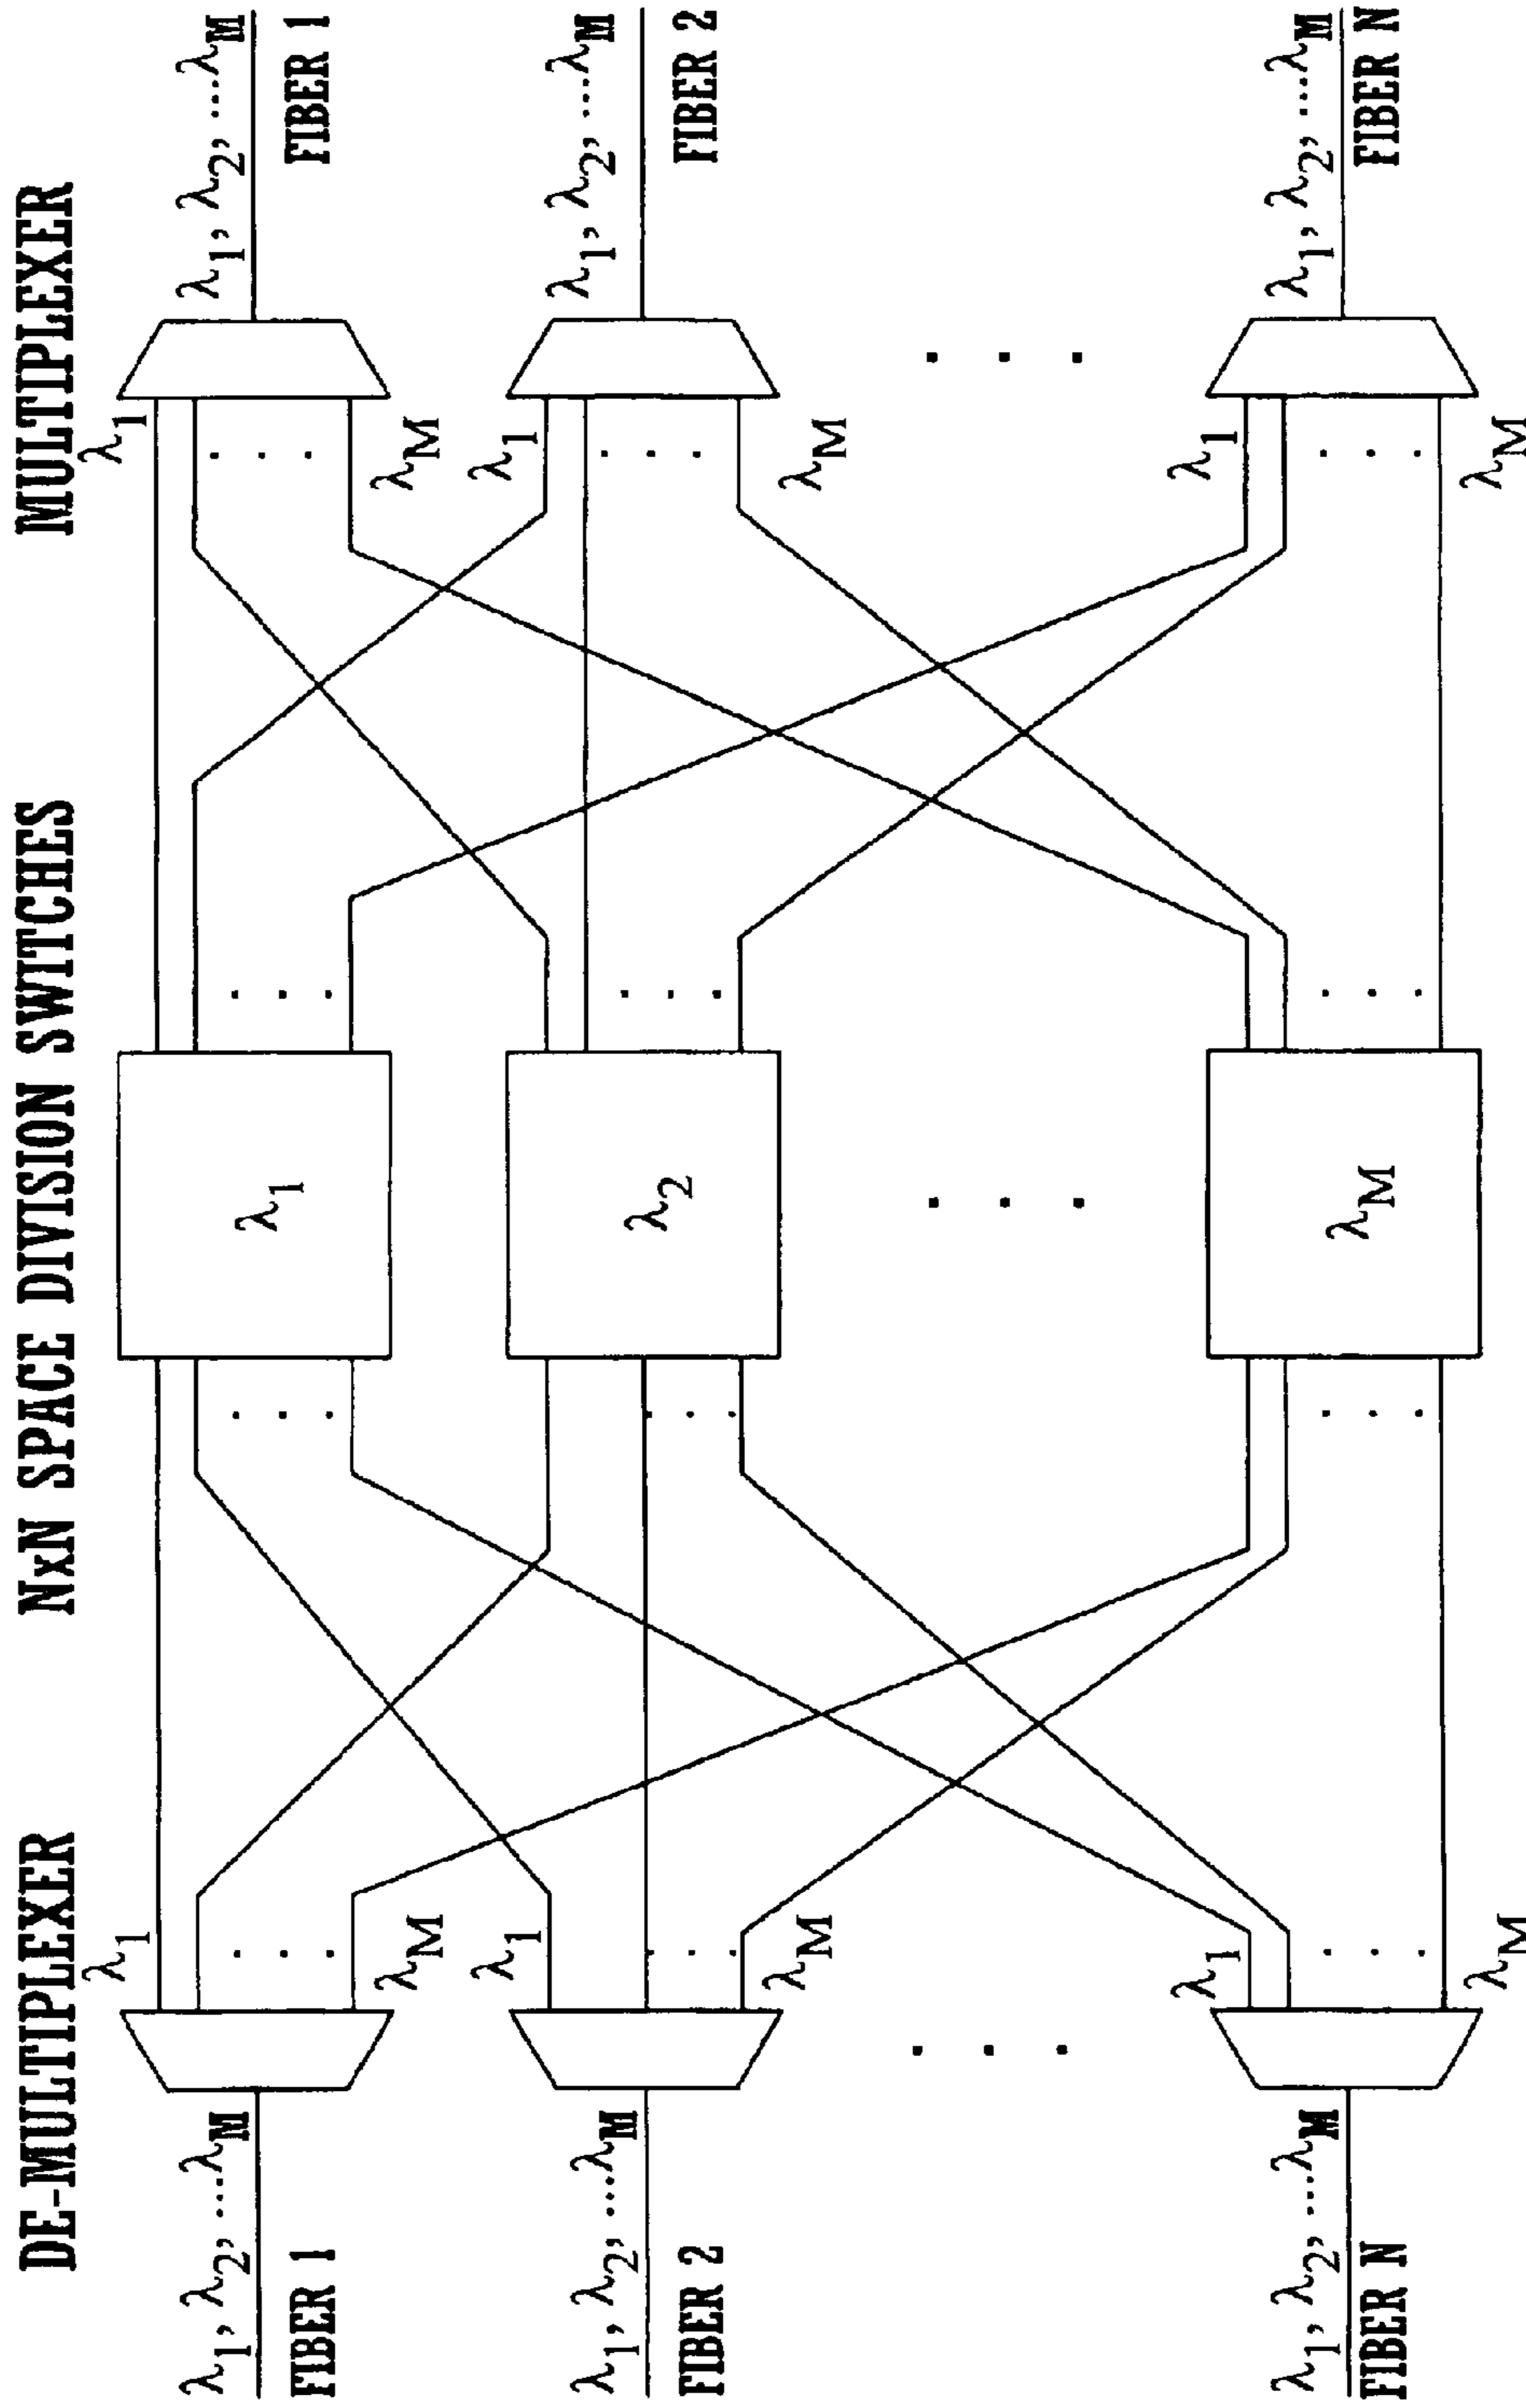 DE-MULTIPLEXER
NxN SPACE DIVISION SWITCHES
MULTIPLEXER
λ1, λ2, ....λM
FIBER 1
λ1
. . .
λM
λ1
. . .
. . .
λ1
. . .
λM
λ1, λ2, ...λM
FIBER 1
λ1, λ2, ....λM
FIBER 2
λ1
. . .
λM
λ2
. . .
. . .
λ1
. . .
λM
λ1, λ2, ...λM
FIBER 2
. . .
. . .
. . .
λ1, λ2, ....λM
FIBER N
λ1
. . .
λM
λM
. . .
. . .
λ1
. . .
λM
λ1, λ2, ...λM
FIBER N